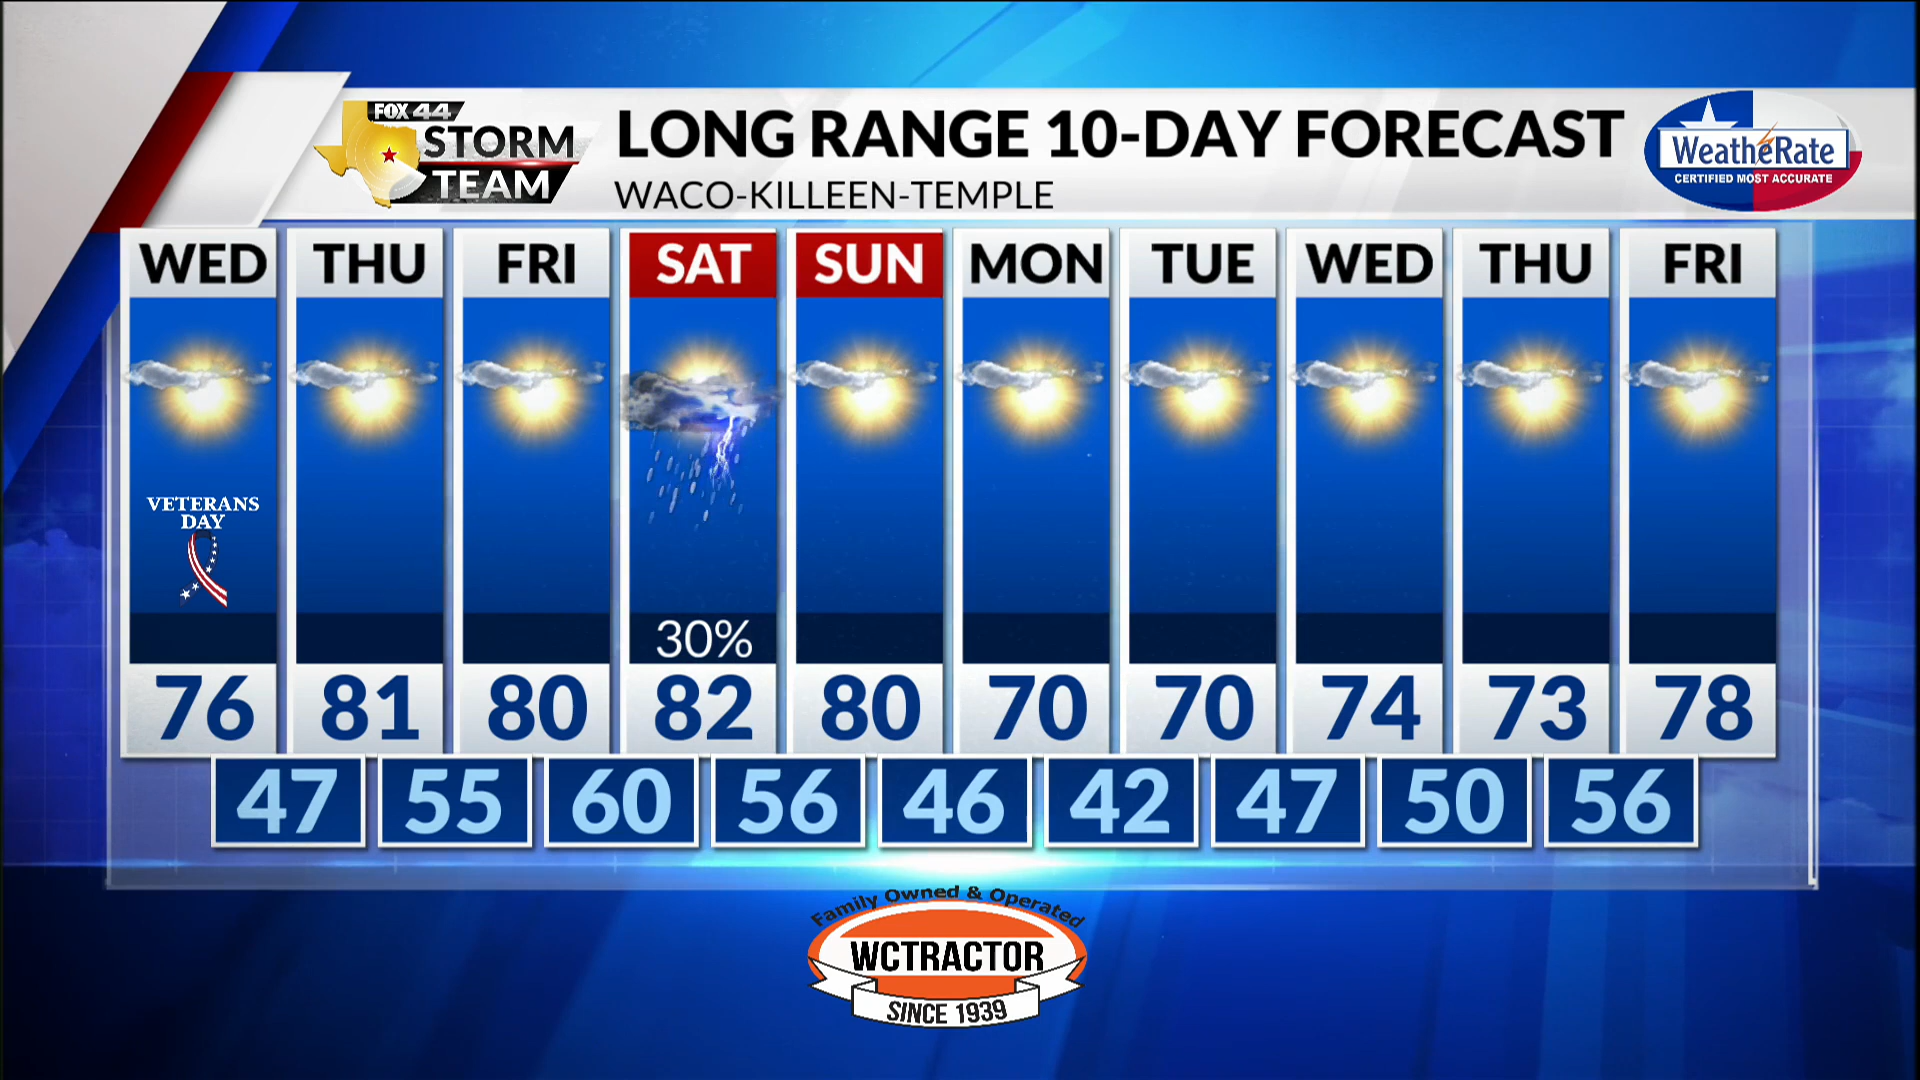 FOX 44
STORM
TEAM
LONG RANGE 10-DAY FORECAST
WACO-KILLEEN-TEMPLE
WeatheRate
CERTIFIED MOST ACCURATE
WED THU FRI SAT SUN MON TUE WED THU FRI
VETERANS
DAY
30%
76 81 80 82 80 70 70 74 73 78
47 55 60 56 46 42 47 50 56
Family Owned & Operated
WCTRACTOR
SINCE 1939